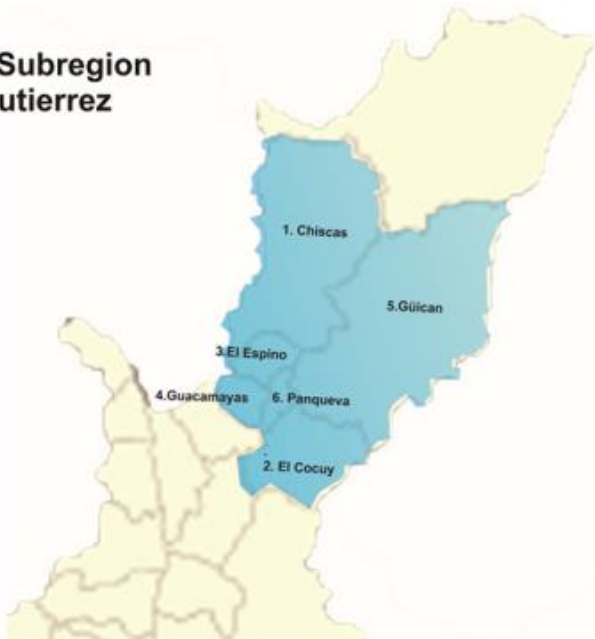 Subregion
utierrez
1. Chiscas
5.Güican
3.El Espino
4.Guacamayas
6. Panqueva
2. El Cocuy